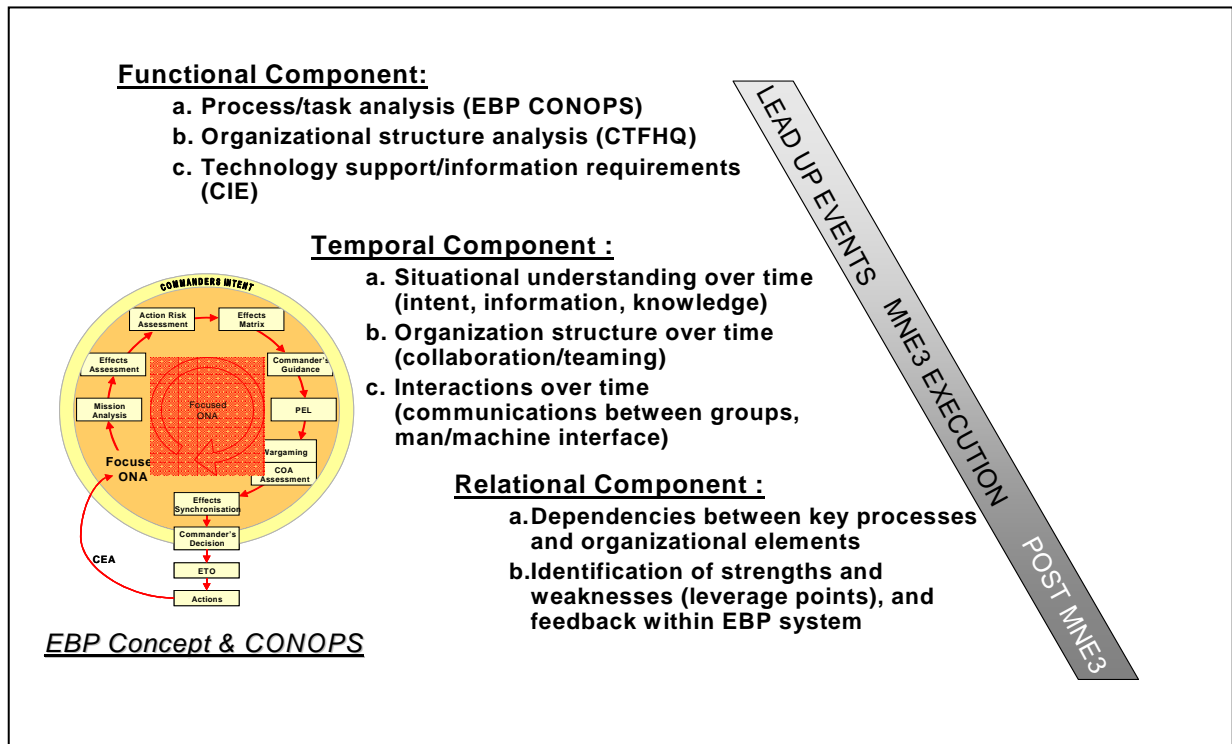 Functional Component:
a. Process/task analysis (EBP CONOPS)
b. Organizational structure analysis (CTFHQ)
c. Technology support/information requirements
(CIE)
Temporal Component :
a. Situational understanding over time
(intent, information, knowledge)
b. Organization structure over time
(collaboration/teaming)
c. Interactions over time
(communications between groups,
man/machine interface)
Relational Component :
a.Dependencies between key processes
and organizational elements
b.Identification of strengths and
weaknesses (leverage points), and
feedback within EBP system
LEAD UP EVENTS MNE3 EXECUTION POST MNE3
COMMANDERS INTENT
Action Risk
Assessment
Effects
Matrix
Effects
Assessment
Commander's
Guidance
Mission
Analysis
Focused
ONA
PEL
Wargaming
COA
Assessment
Focuse
ONA
Effects
Synchronisation
Commander's
Decision
CEA
ETO
Actions
EBP Concept & CONOPS